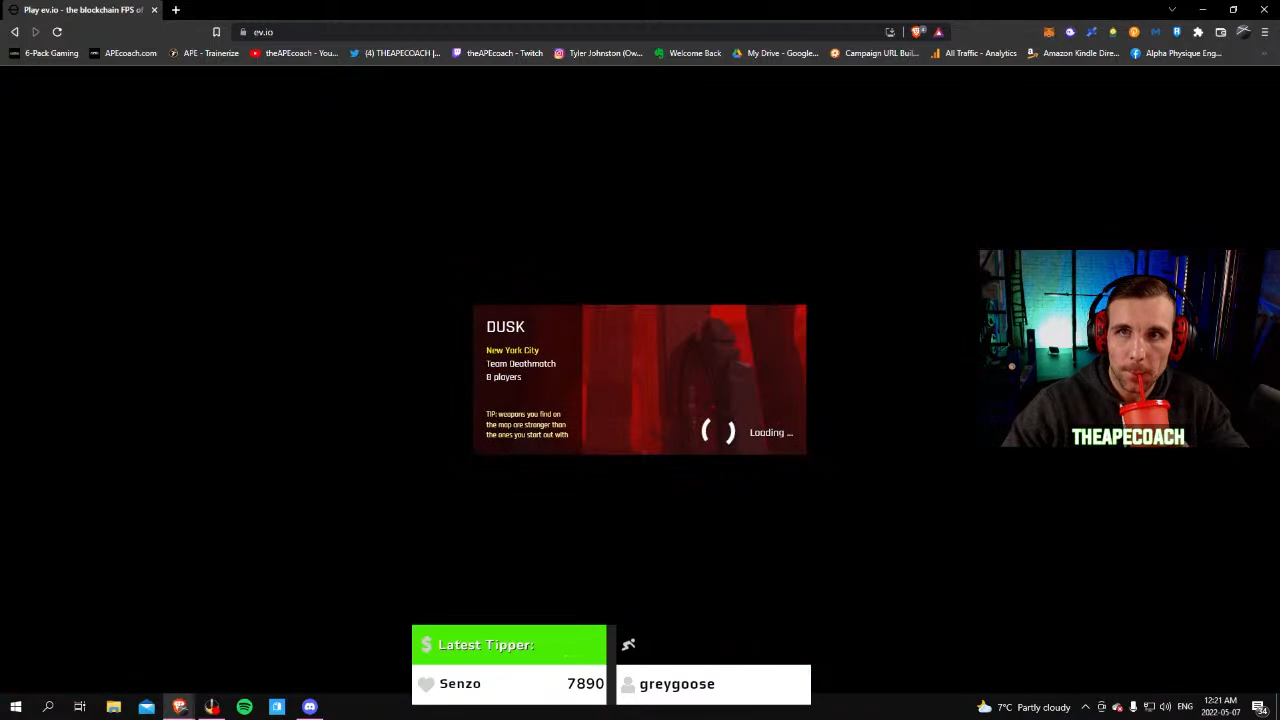 Play ev.io - the blockchain FPS of
ev.io
6-Pack Gaming
APEcoach.com
APE - Trainerize
theAPEcoach - You...
(4) THEAPECOACH |...
theAPEcoach - Twitch
Tyler Johnston (Ow...
Welcome Back
My Drive - Google...
Campaign URL Buil...
All Traffic - Analytics
Amazon Kindle Dire...
Alpha Physique Eng...
DUSK
New York City
Team Deathmatch
8 players
TIP: weapons you find on
the map are stronger than
the ones you start out with
Loading ...
THEAPECOACH
$ Latest Tipper:
Senzo 7890
greygoose
7°C Partly cloudy
ENG
12:21 AM
2022-05-07